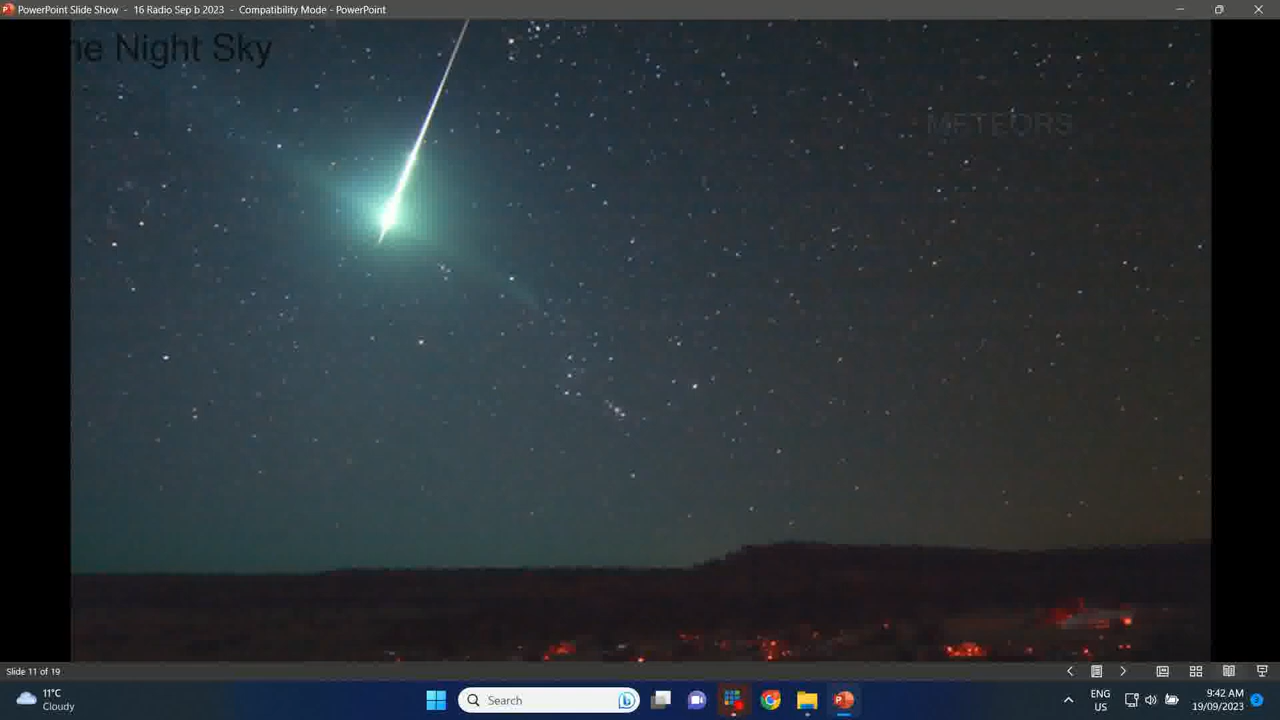 PowerPoint Slide Show - 16 Radio Sep b 2023 - Compatibility Mode - PowerPoint
he Night Sky
METEORS
Slide 11 of 19
11°C
Cloudy
Search
ENG
US
9:42 AM
19/09/2023